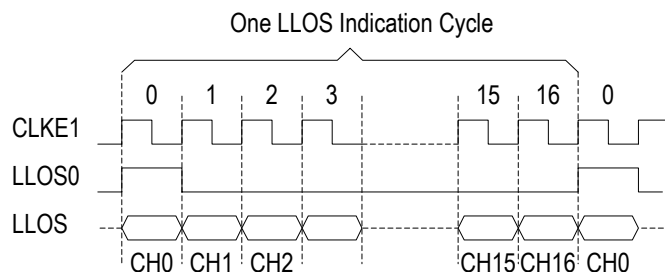 One LLOS Indication Cycle
0 1 2 3 15 16 0
CLKE1
LLOS0
LLOS
CH0 CH1 CH2 CH15 CH16 CH0